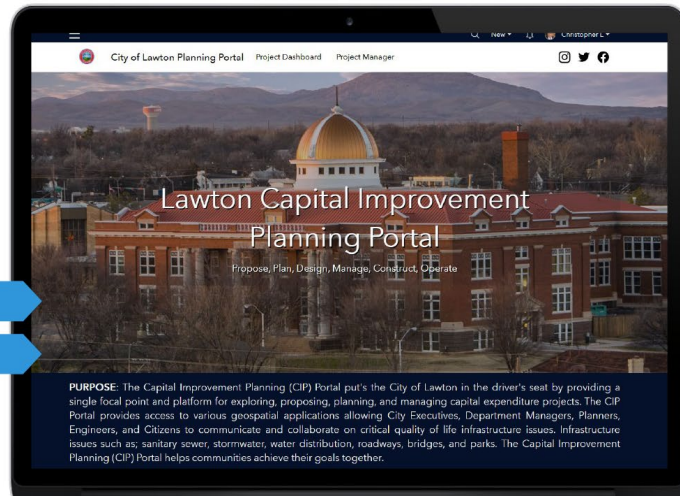 New
Christopher L
City of Lawton Planning Portal
Project Dashboard
Project Manager
Lawton Capital Improvement
Planning Portal
Propose, Plan, Design, Manage, Construct, Operate
PURPOSE: The Capital Improvement Planning (CIP) Portal put's the City of Lawton in the driver's seat by providing a
single focal point and platform for exploring, proposing, planning, and managing capital expenditure projects. The CIP
Portal provides access to various geospatial applications allowing City Executives, Department Managers, Planners,
Engineers, and Citizens to communicate and collaborate on critical quality of life infrastructure issues. Infrastructure
issues such as; sanitary sewer, stormwater, water distribution, roadways, bridges, and parks. The Capital Improvement
Planning (CIP) Portal helps communities achieve their goals together.